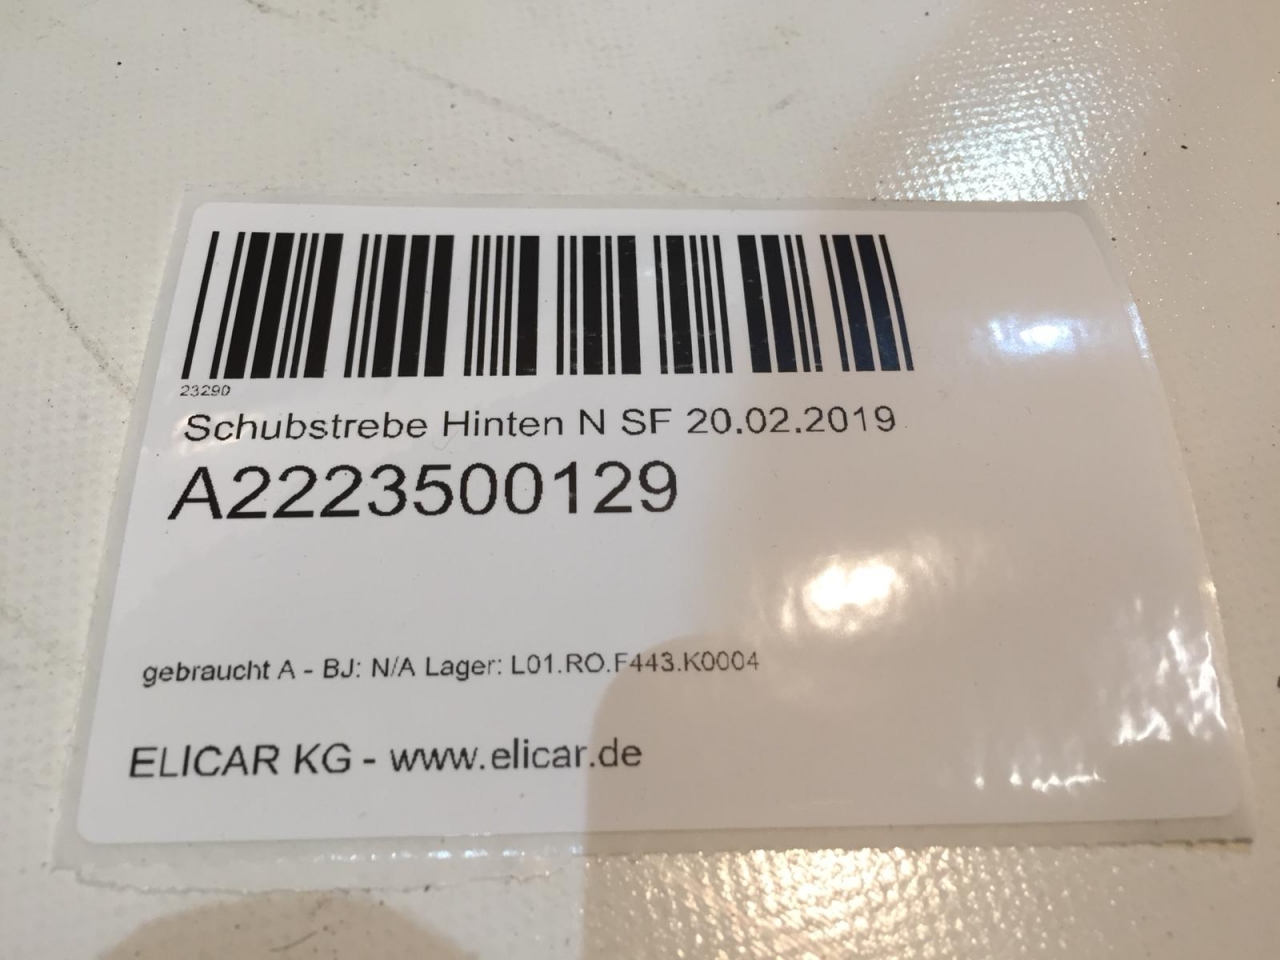 23290
Schubstrebe Hinten N SF 20.02.2019
A2223500129
gebraucht A - BJ: N/A Lager: L01.RO.F443.K0004
ELICAR KG - www.elicar.de